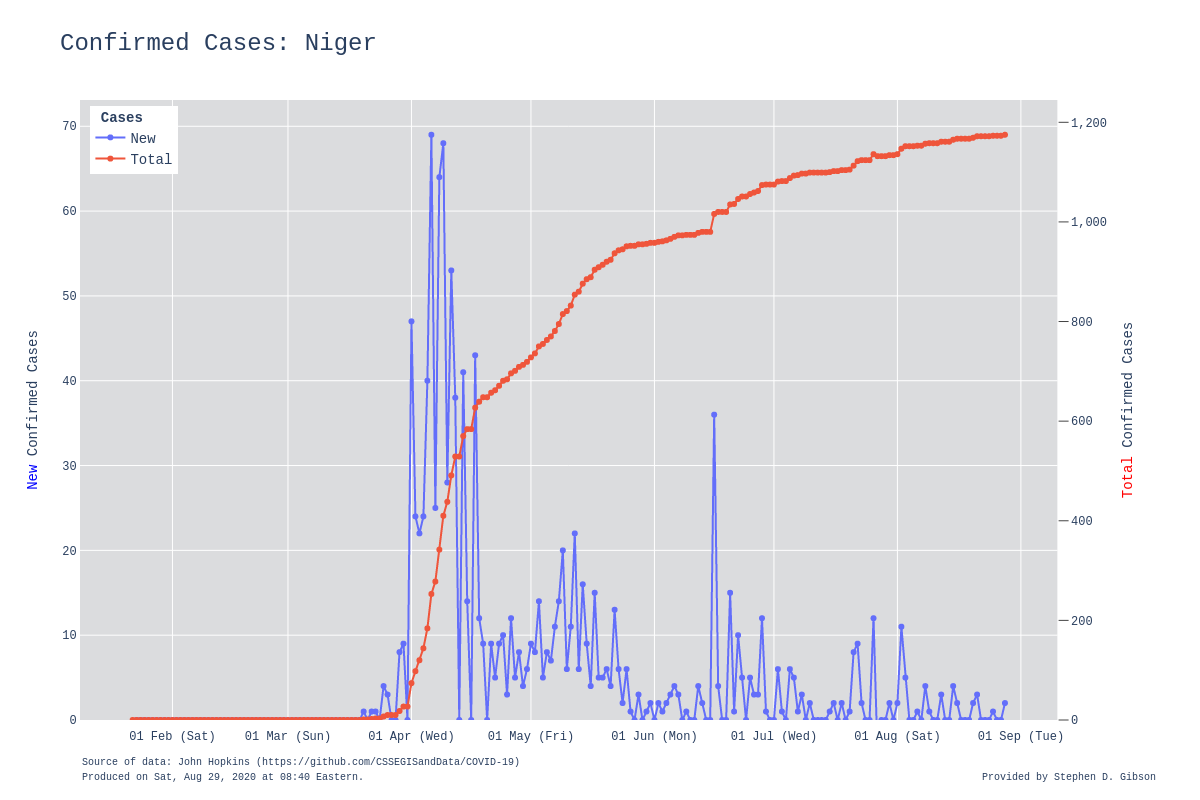 Confirmed Cases: Niger
Cases
New
Total
70
60
50
40
30
20
10
0
1,200
1,000
800
600
400
200
0
New Confirmed Cases
Total Confirmed Cases
01 Feb (Sat)
01 Mar (Sun)
01 Apr (Wed)
01 May (Fri)
01 Jun (Mon)
01 Jul (Wed)
01 Aug (Sat)
01 Sep (Tue)
Source of data: John Hopkins (https://github.com/CSSEGISandData/COVID-19)
Produced on Sat, Aug 29, 2020 at 08:40 Eastern.
Provided by Stephen D. Gibson